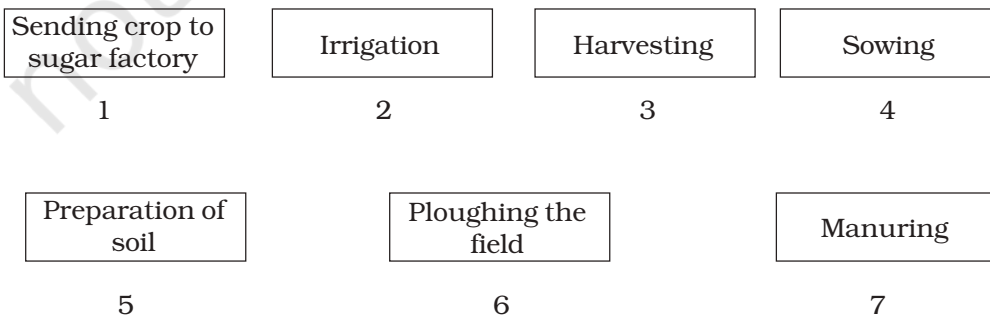 Sending crop to
sugar factory
Irrigation
Harvesting
Sowing
1
2
3
4
Preparation of
soil
Ploughing the
field
Manuring
5
6
7